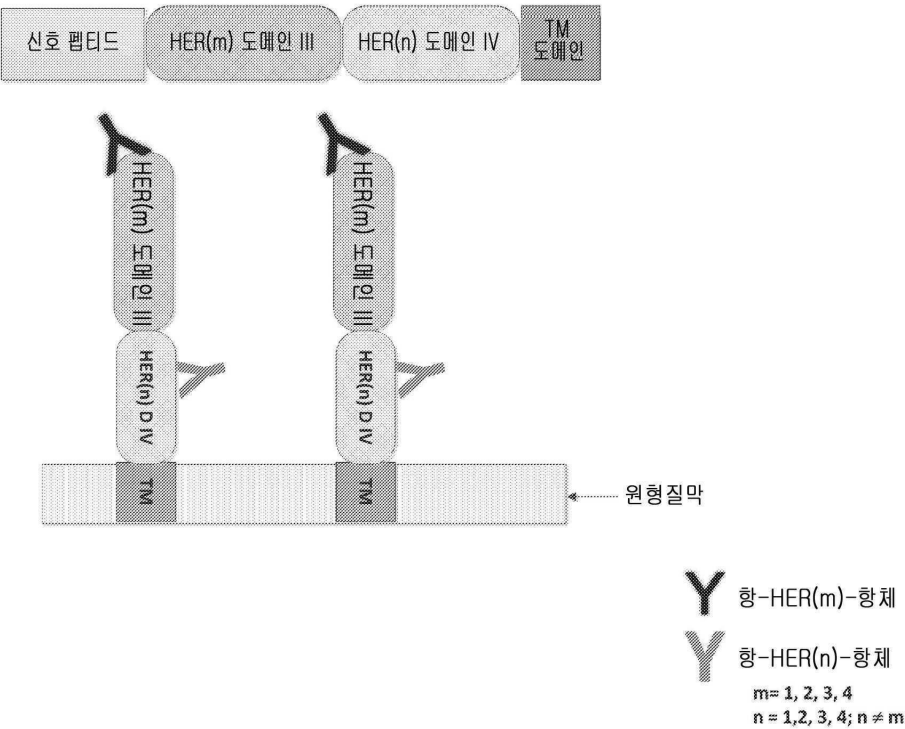 신호 펩티드
HER(m) 도메인 III
HER(n) 도메인 IV
TM
도메인
HER(m) 도메인 III
HER(m) 도메인 III
HER(n) D IV
HER(n) D IV
TM
TM
원형질막
항-HER(m)-항체
항-HER(n)-항체
m= 1, 2, 3, 4
n = 1,2, 3, 4; n ≠ m